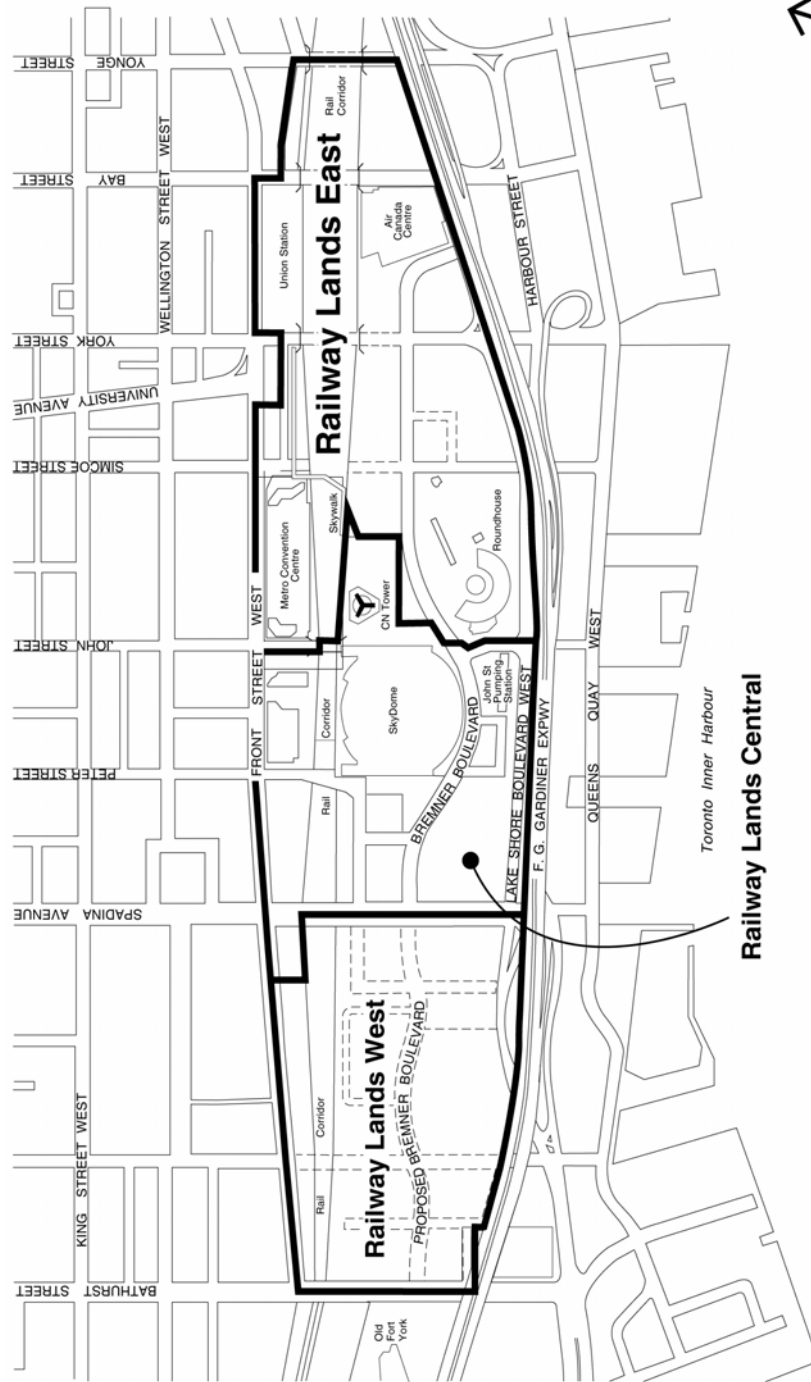 YONGE STREET
BAY STREET
YORK STREET
UNIVERSITY AVENUE
SIMCOE STREET
JOHN STREET
PETER STREET
SPADINA AVENUE
BATHURST STREET
KING STREET WEST
WELLINGTON STREET WEST
FRONT STREET WEST
Railway Lands East
Rail
Corridor
Union Station
Air
Canada
Centre
Metro Convention
Centre
Skywalk
CN Tower
Roundhouse
SkyDome
Rail Corridor
BREMNER BOULEVARD
John St
Pumping
Station
LAKE SHORE BOULEVARD WEST
F. G. GARDINER EXPWY
HARBOUR STREET
QUEENS QUAY WEST
Toronto Inner Harbour
Railway Lands Central
Railway Lands West
Rail Corridor
PROPOSED BREMNER BOULEVARD
Old
Fort
York